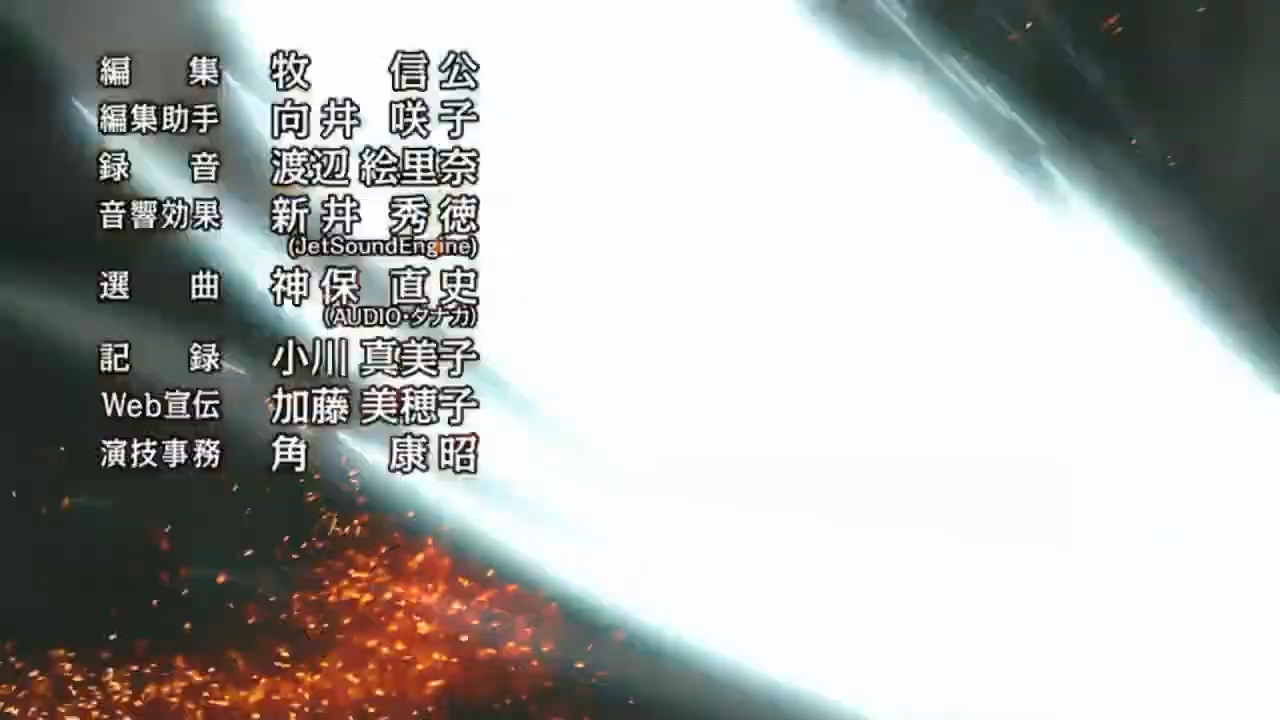 編集 牧 信公
編集助手 向井 咲子
録音 渡辺 絵里奈
音響効果 新井 秀徳
(JetSoundEngine)
選曲 神保 直史
(AUDIO・タナカ)
記録 小川 真美子
Web宣伝 加藤 美穂子
演技事務 角 康昭